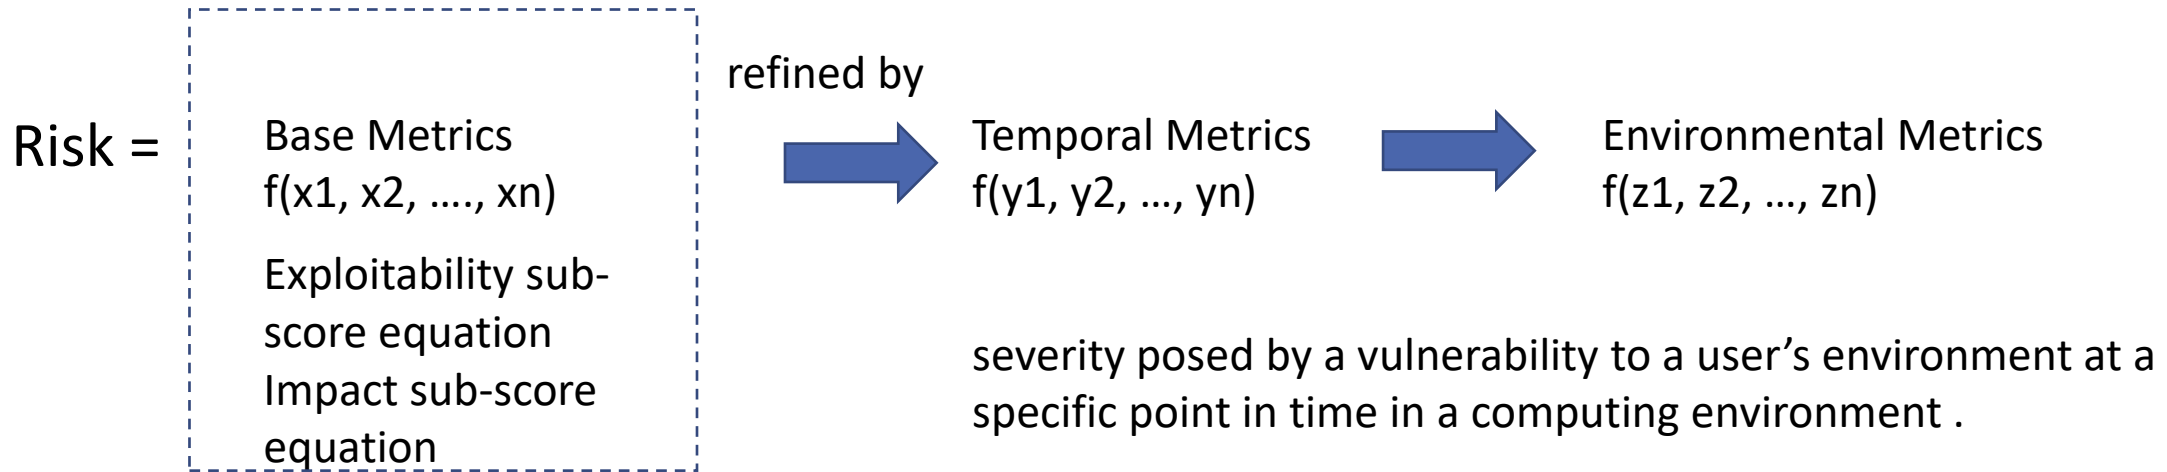 Risk =
Base Metrics
f(x1, x2, …., xn)
Exploitability sub-
score equation
Impact sub-score
equation
refined by
Temporal Metrics
f(y1, y2, …, yn)
Environmental Metrics
f(z1, z2, …, zn)
severity posed by a vulnerability to a user’s environment at a
specific point in time in a computing environment .